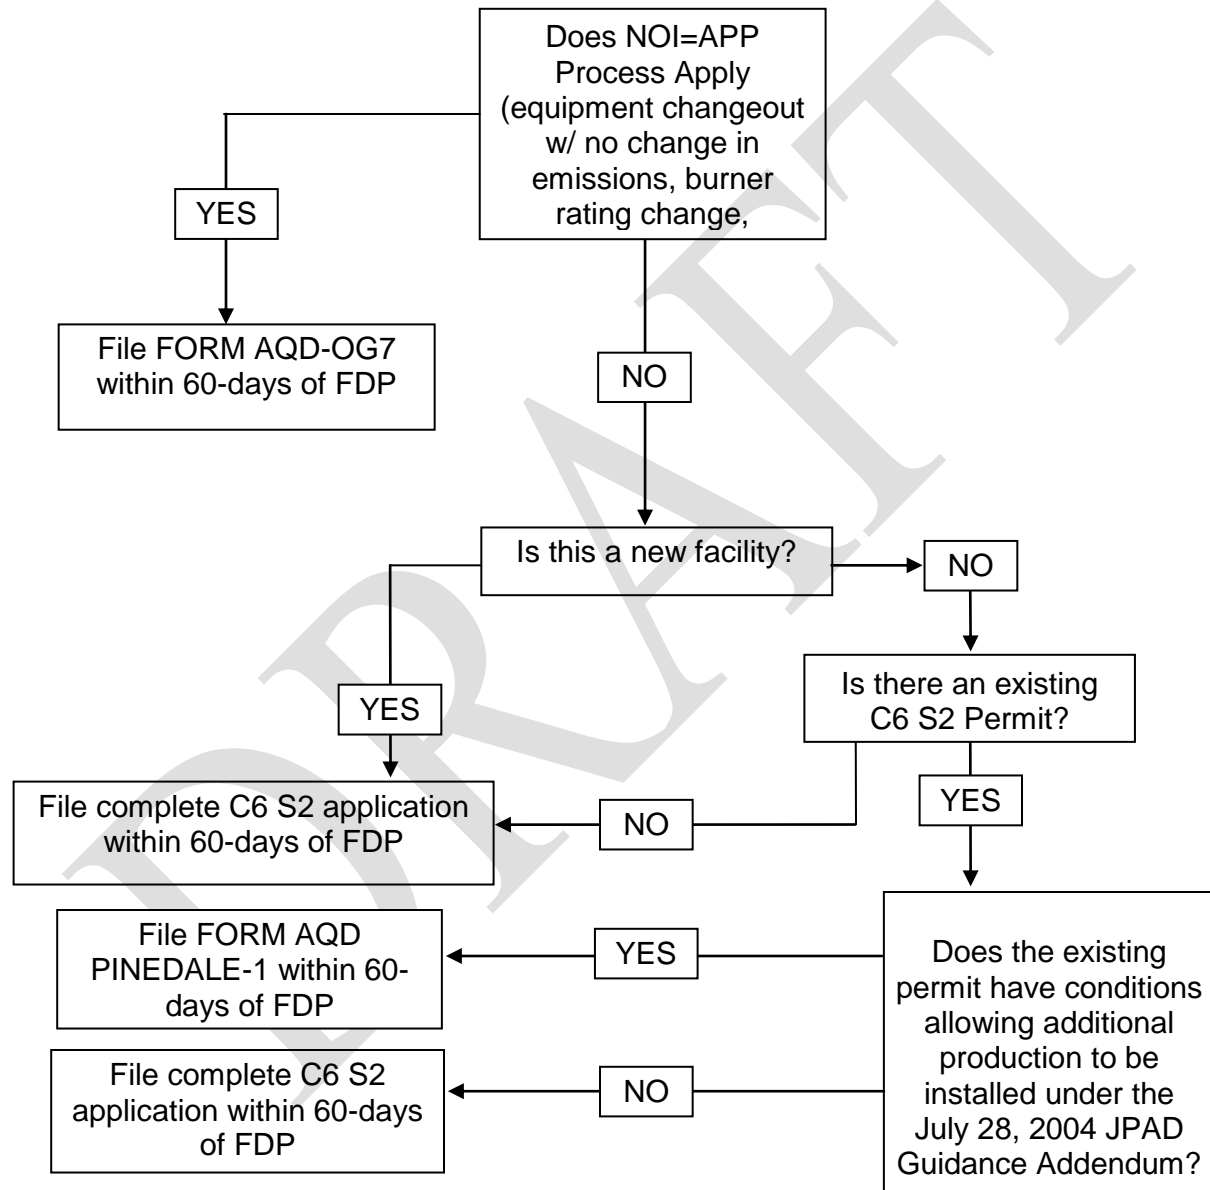 Does NOI=APP
Process Apply
(equipment changeout
w/ no change in
emissions, burner
rating change,
YES
File FORM AQD-OG7
within 60-days of FDP
NO
Is this a new facility?
NO
YES
Is there an existing
C6 S2 Permit?
File complete C6 S2 application
within 60-days of FDP
NO
YES
File FORM AQD
PINEDALE-1 within 60-
days of FDP
YES
Does the existing
permit have conditions
allowing additional
production to be
installed under the
July 28, 2004 JPAD
Guidance Addendum?
File complete C6 S2
application within 60-days
of FDP
NO
DRAFT